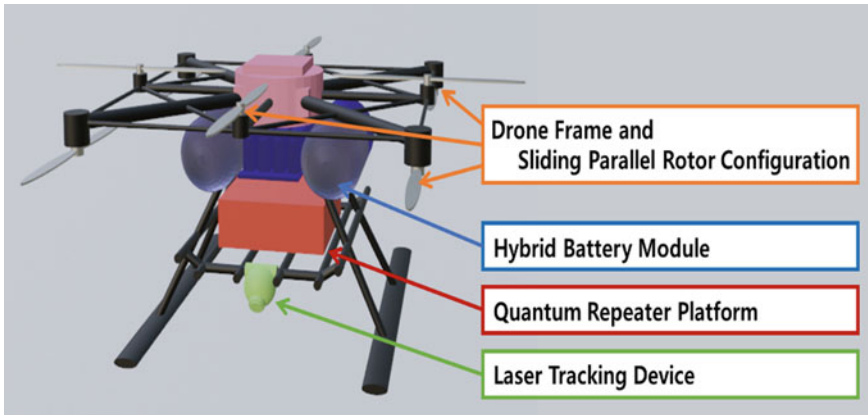 Drone Frame and
Sliding Parallel Rotor Configuration
Hybrid Battery Module
Quantum Repeater Platform
Laser Tracking Device